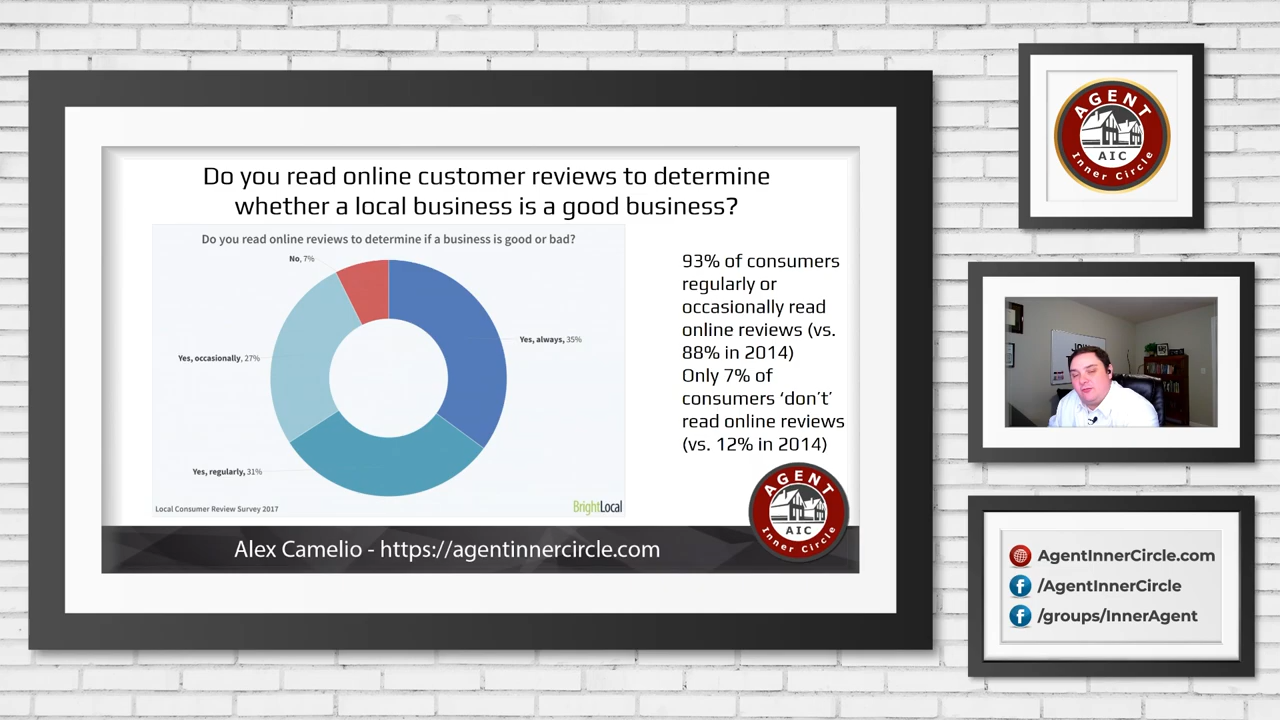 Do you read online customer reviews to determine
whether a local business is a good business?
Do you read online reviews to determine if a business is good or bad?
No, 7%
Yes, always, 35%
Yes, occasionally, 27%
Yes, regularly, 31%
Local Consumer Review Survey 2017
BrightLocal
93% of consumers
regularly or
occasionally read
online reviews (vs.
88% in 2014)
Only 7% of
consumers ‘don’t’
read online reviews
(vs. 12% in 2014)
AGENT
AIC
Inner Circle
Alex Camelio - https://agentinnercircle.com
AGENT
AIC
Inner Circle
AgentInnerCircle.com
/AgentInnerCircle
/groups/InnerAgent